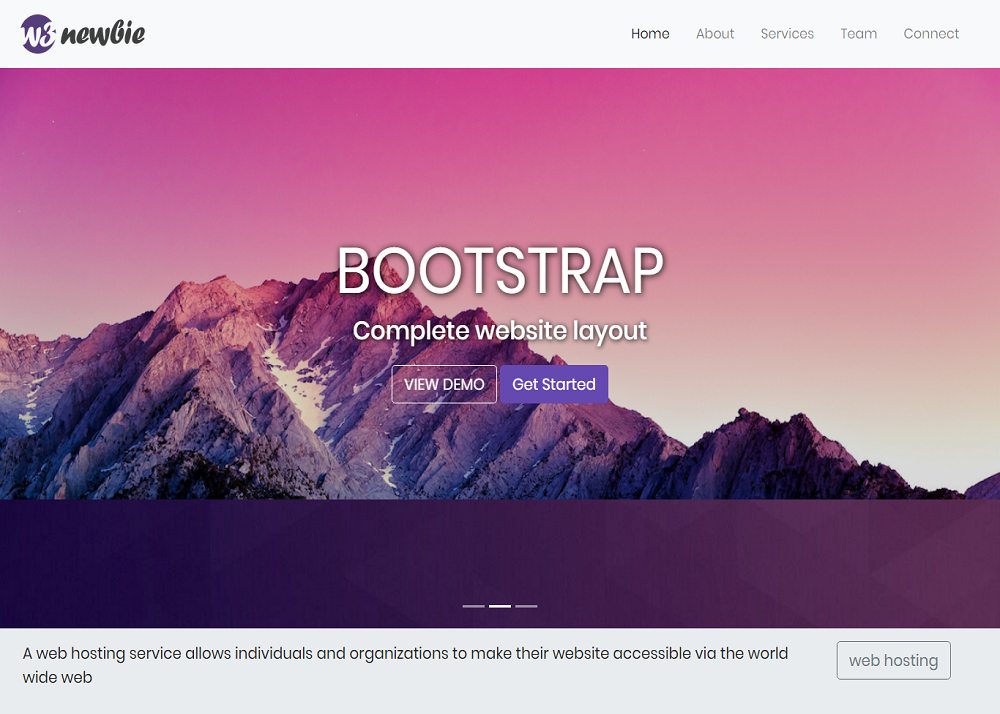 w3 newbie
Home About Services Team Connect
BOOTSTRAP
Complete website layout
VIEW DEMO Get Started
A web hosting service allows individuals and organizations to make their website accessible via the world
wide web
web hosting